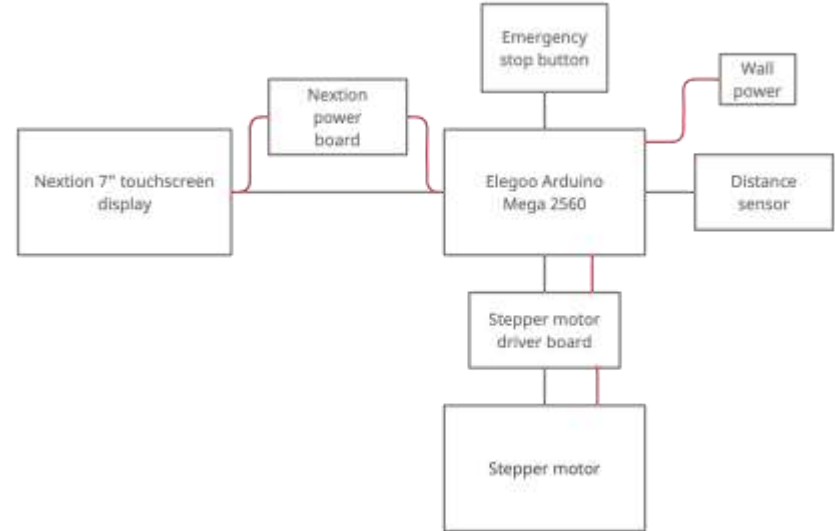 Emergency
stop button
Wall
power
Nextion
power
board
Nextion 7" touchscreen
display
Elegoo Arduino
Mega 2560
Distance
sensor
Stepper motor
driver board
Stepper motor